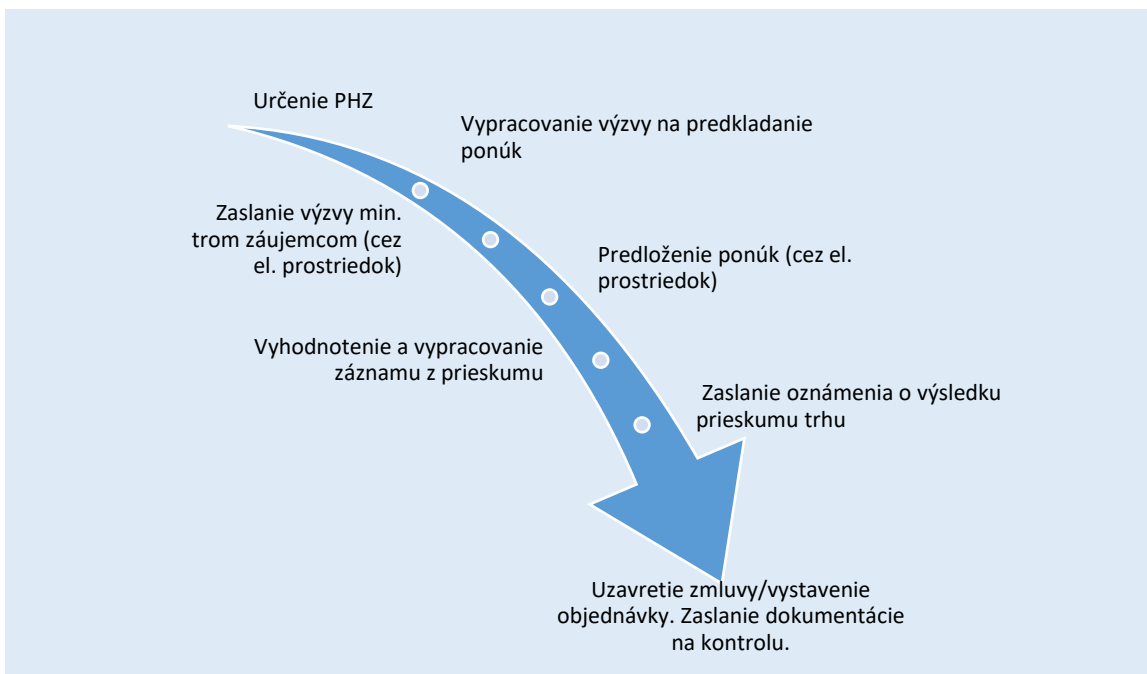 Určenie PHZ
Vypracovanie výzvy na predkladanie
ponúk
Zaslanie výzvy min.
trom záujemcom (cez
el. prostriedok)
Predloženie ponúk (cez el.
prostriedok)
Vyhodnotenie a vypracovanie
záznamu z prieskumu
Zaslanie oznámenia o výsledku
prieskumu trhu
Uzavretie zmluvy/vystavenie
objednávky. Zaslanie dokumentácie
na kontrolu.